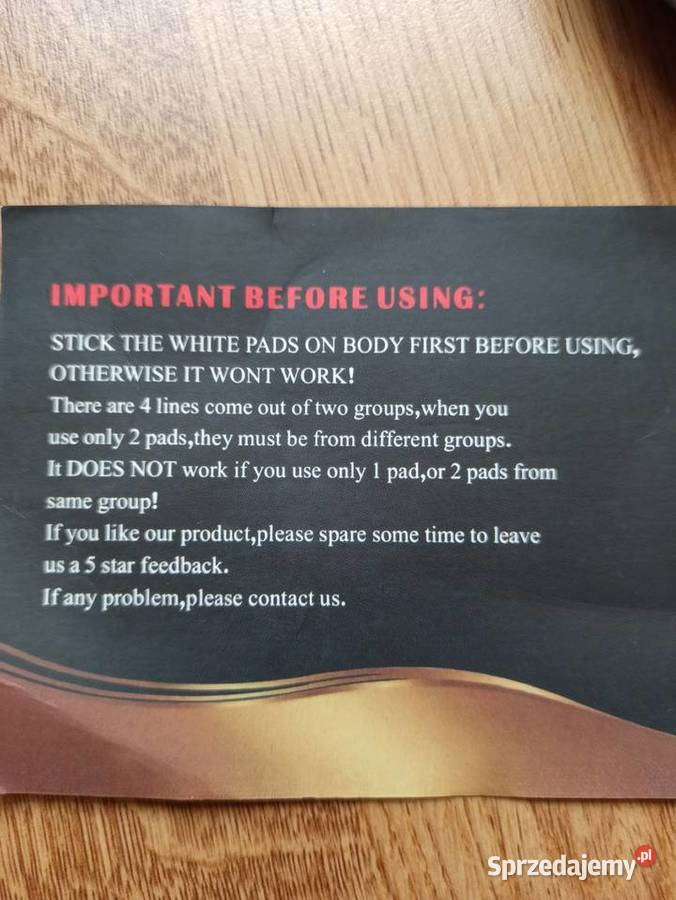 IMPORTANT BEFORE USING:
STICK THE WHITE PADS ON BODY FIRST BEFORE USING,
OTHERWISE IT WONT WORK!
There are 4 lines come out of two groups,when you
use only 2 pads,they must be from different groups.
It DOES NOT work if you use only 1 pad,or 2 pads from
same group!
If you like our product,please spare some time to leave
us a 5 star feedback.
If any problem,please contact us.
Sprzedajemy.pl